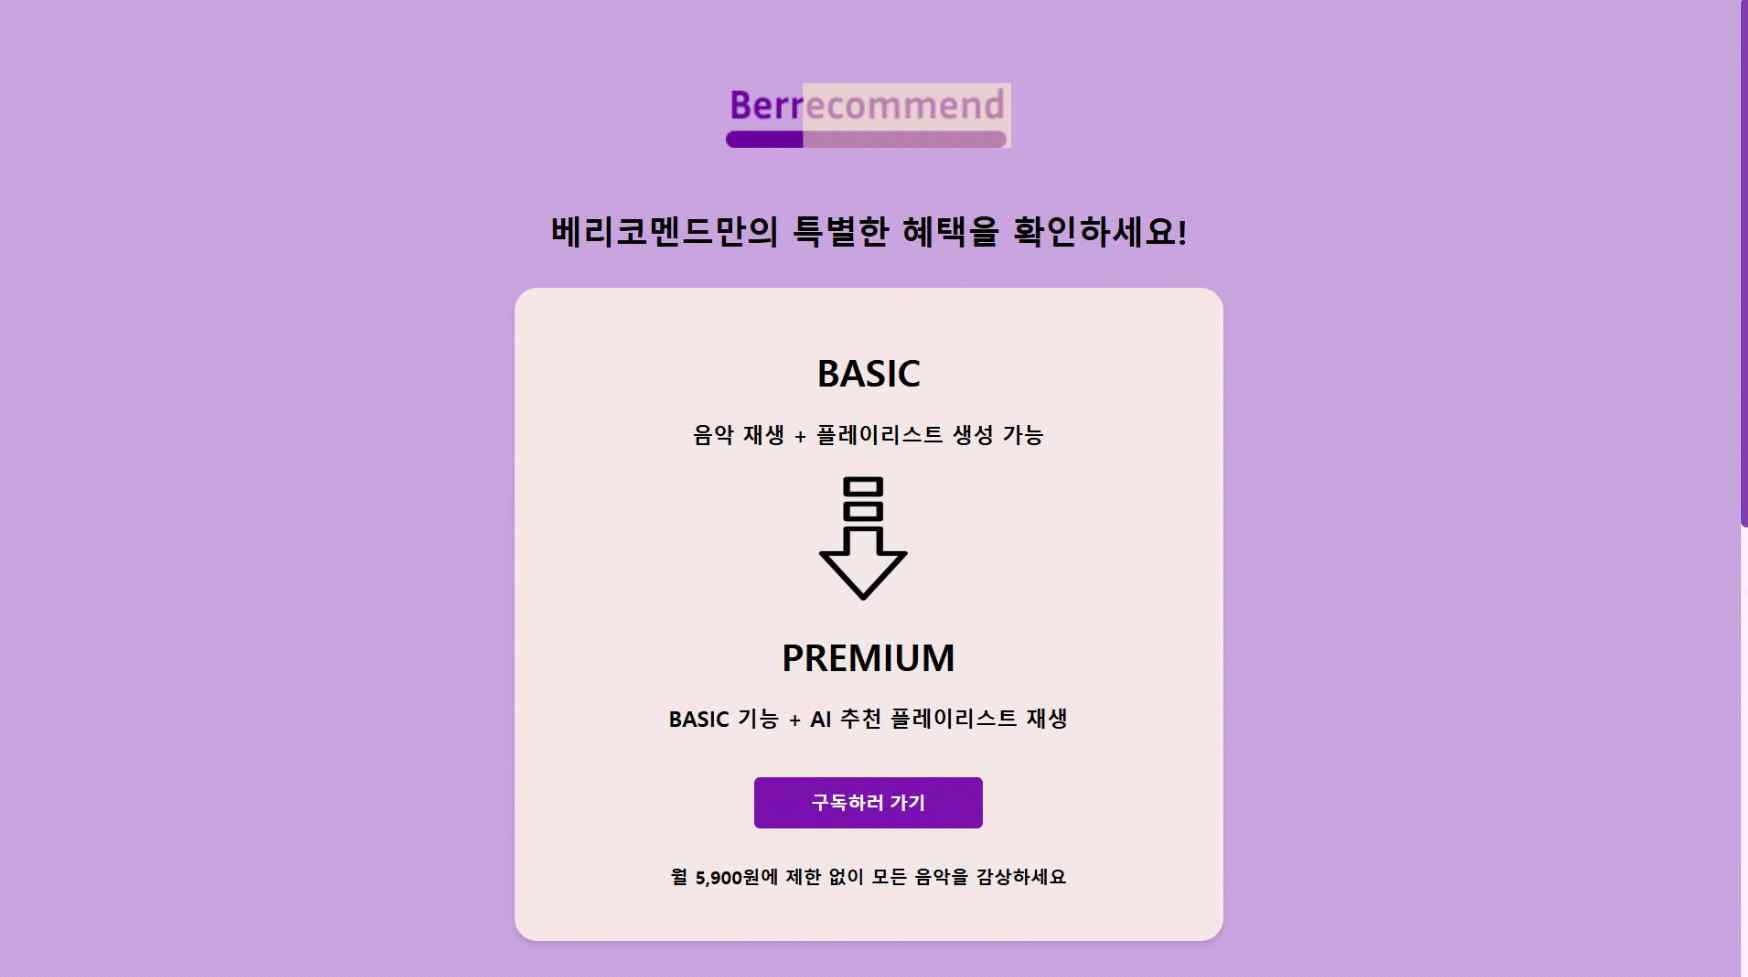 Berrecommend
베리코멘드만의 특별한 혜택을 확인하세요!
BASIC
음악 재생 + 플레이리스트 생성 가능
PREMIUM
BASIC 기능 + AI 추천 플레이리스트 재생
구독하러 가기
월 5,900원에 제한 없이 모든 음악을 감상하세요